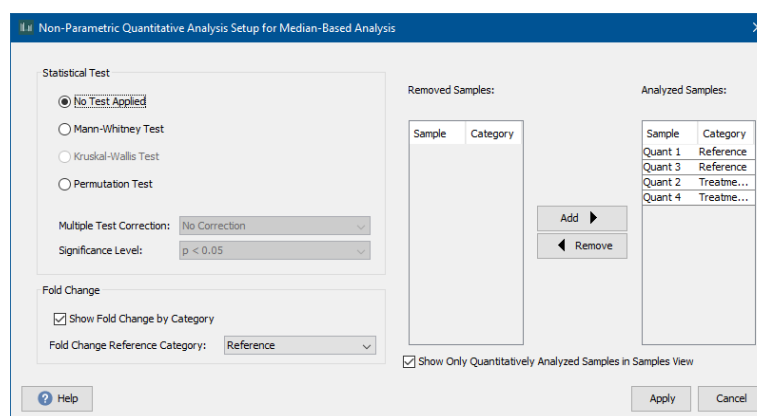 Non-Parametric Quantitative Analysis Setup for Median-Based Analysis
Statistical Test
No Test Applied
Mann-Whitney Test
Kruskal-Wallis Test
Permutation Test
Multiple Test Correction: No Correction
Significance Level: p < 0.05
Fold Change
Show Fold Change by Category
Fold Change Reference Category: Reference
Removed Samples:
Sample Category
Add
Remove
Analyzed Samples:
Sample Category
Quant 1 Reference
Quant 3 Reference
Quant 2 Treatme...
Quant 4 Treatme...
Show Only Quantitatively Analyzed Samples in Samples View
Help
Apply
Cancel